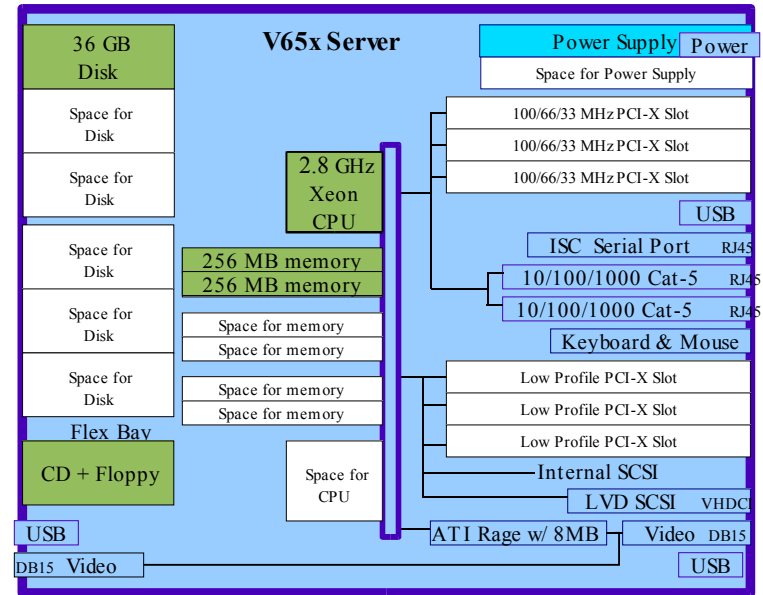 V65x Server
36 GB
Disk
Space for
Disk
Space for
Disk
Space for
Disk
Space for
Disk
Space for
Disk
Flex Bay
CD + Floppy
USB
DB15 Video
2.8 GHz
Xeon
CPU
256 MB memory
256 MB memory
Space for memory
Space for memory
Space for memory
Space for memory
Space for
CPU
Power Supply
Power
Space for Power Supply
100/66/33 MHz PCI-X Slot
100/66/33 MHz PCI-X Slot
100/66/33 MHz PCI-X Slot
USB
ISC Serial Port RJ45
10/100/1000 Cat-5 RJ45
10/100/1000 Cat-5 RJ45
Keyboard & Mouse
Low Profile PCI-X Slot
Low Profile PCI-X Slot
Low Profile PCI-X Slot
Internal SCSI
LVD SCSI VHDCI
ATI Rage w/ 8MB
Video DB15
USB